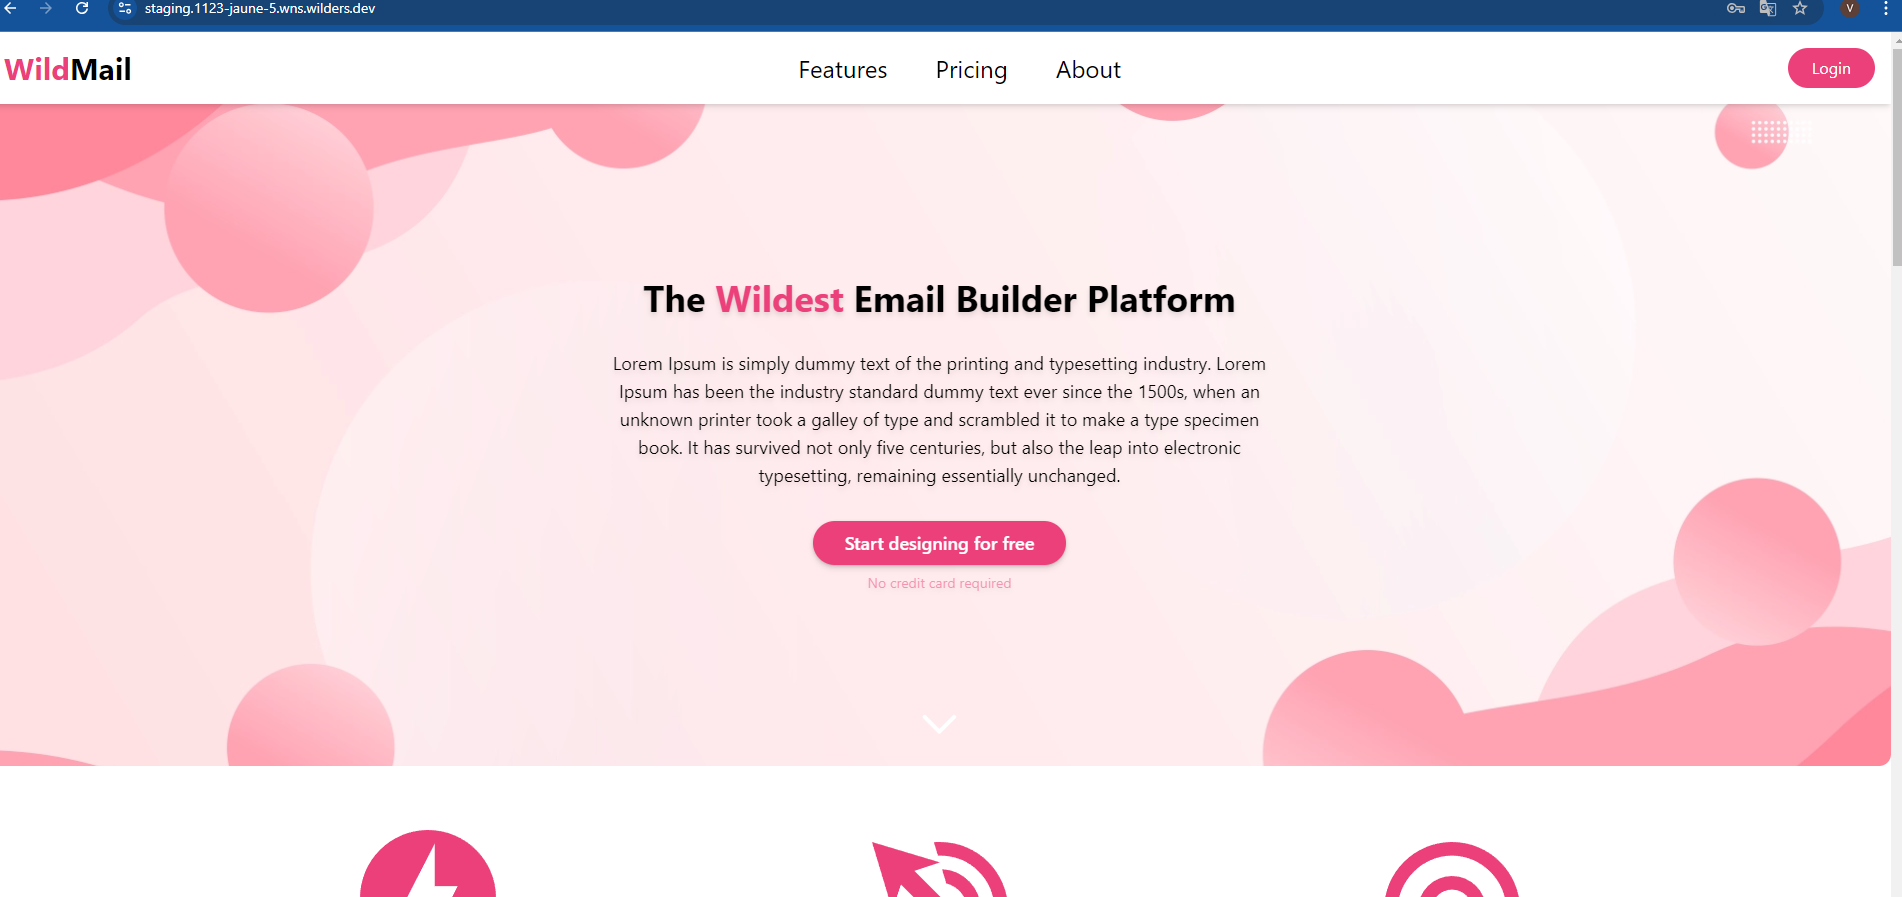 staging.1123-jaune-5.wns.wilders.dev
V
WildMail
Features
Pricing
About
Login
The Wildest Email Builder Platform
Lorem Ipsum is simply dummy text of the printing and typesetting industry. Lorem
Ipsum has been the industry standard dummy text ever since the 1500s, when an
unknown printer took a galley of type and scrambled it to make a type specimen
book. It has survived not only five centuries, but also the leap into electronic
typesetting, remaining essentially unchanged.
Start designing for free
No credit card required